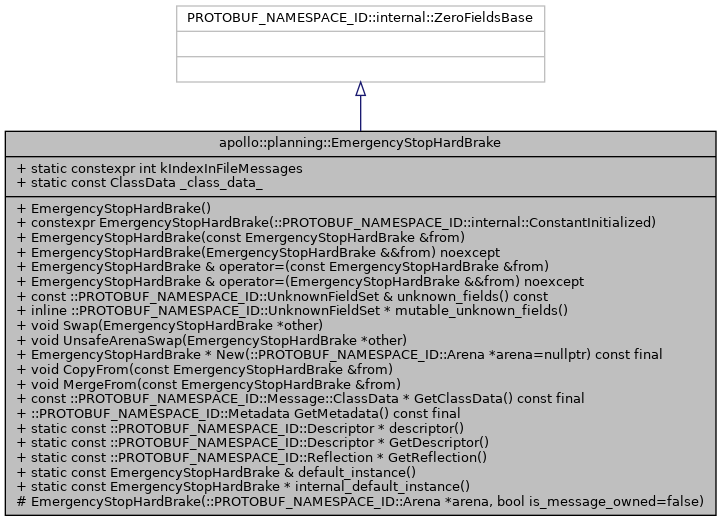 PROTOBUF_NAMESPACE_ID::internal::ZeroFieldsBase
apollo::planning::EmergencyStopHardBrake
+ static constexpr int kIndexInFileMessages
+ static const ClassData _class_data_
+ EmergencyStopHardBrake()
+ constexpr EmergencyStopHardBrake(::PROTOBUF_NAMESPACE_ID::internal::ConstantInitialized)
+ EmergencyStopHardBrake(const EmergencyStopHardBrake &from)
+ EmergencyStopHardBrake(EmergencyStopHardBrake &&from) noexcept
+ EmergencyStopHardBrake & operator=(const EmergencyStopHardBrake &from)
+ EmergencyStopHardBrake & operator=(EmergencyStopHardBrake &&from) noexcept
+ const ::PROTOBUF_NAMESPACE_ID::UnknownFieldSet & unknown_fields() const
+ inline ::PROTOBUF_NAMESPACE_ID::UnknownFieldSet * mutable_unknown_fields()
+ void Swap(EmergencyStopHardBrake *other)
+ void UnsafeArenaSwap(EmergencyStopHardBrake *other)
+ EmergencyStopHardBrake * New(::PROTOBUF_NAMESPACE_ID::Arena *arena=nullptr) const final
+ void CopyFrom(const EmergencyStopHardBrake &from)
+ void MergeFrom(const EmergencyStopHardBrake &from)
+ const ::PROTOBUF_NAMESPACE_ID::Message::ClassData * GetClassData() const final
+ ::PROTOBUF_NAMESPACE_ID::Metadata GetMetadata() const final
+ static const ::PROTOBUF_NAMESPACE_ID::Descriptor * descriptor()
+ static const ::PROTOBUF_NAMESPACE_ID::Descriptor * GetDescriptor()
+ static const ::PROTOBUF_NAMESPACE_ID::Reflection * GetReflection()
+ static const EmergencyStopHardBrake & default_instance()
+ static const EmergencyStopHardBrake * internal_default_instance()
# EmergencyStopHardBrake(::PROTOBUF_NAMESPACE_ID::Arena *arena, bool is_message_owned=false)